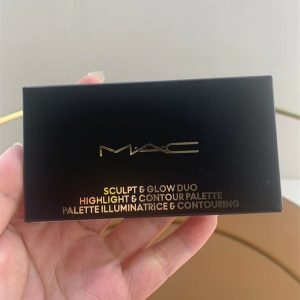 MAC
SCULPT & GLOW DUO
HIGHLIGHT & CONTOUR PALETTE
PALETTE ILLUMINATRICE & CONTOURING